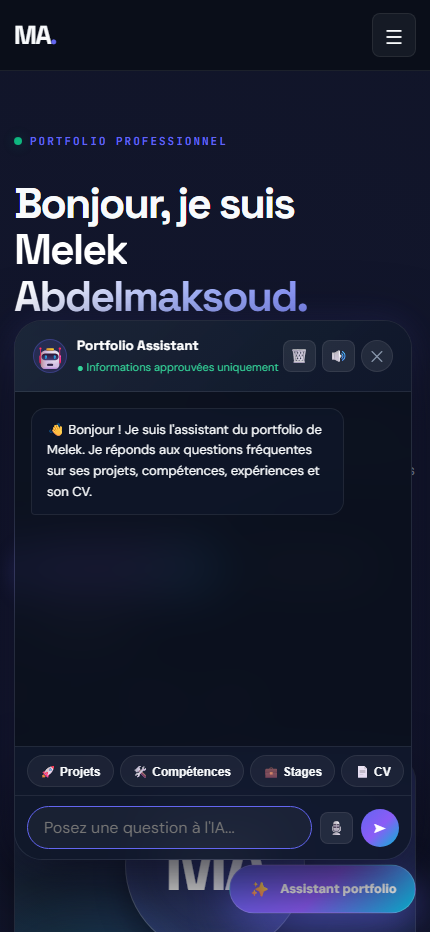 MA.
PORTFOLIO PROFESSIONNEL
Bonjour, je suis
Melek
Abdelmaksoud.
Portfolio Assistant
Informations approuvées uniquement
👋 Bonjour ! Je suis l'assistant du portfolio de
Melek. Je réponds aux questions fréquentes
sur ses projets, compétences, expériences et
son CV.
🚀 Projets
🛠️ Compétences
💼 Stages
📄 CV
Posez une question à l'IA...
MA
✨ Assistant portfolio